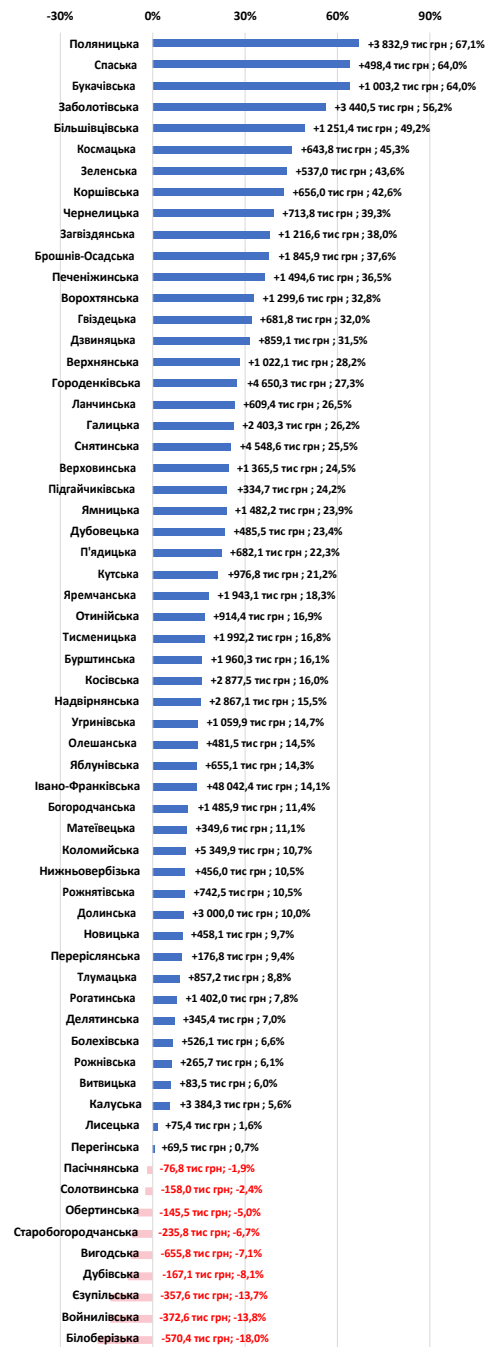 -30% 0% 30% 60% 90%
Поляницька +3 832,9 тис грн ; 67,1%
Спаська +498,4 тис грн ; 64,0%
Букачівська +1 003,2 тис грн ; 64,0%
Заболотівська +3 440,5 тис грн ; 56,2%
Більшівцівська +1 251,4 тис грн ; 49,2%
Космацька +643,8 тис грн ; 45,3%
Зеленська +537,0 тис грн ; 43,6%
Коршівська +656,0 тис грн ; 42,6%
Чернелицька +713,8 тис грн ; 39,3%
Загвіздянська +1 216,6 тис грн ; 38,0%
Брошнів-Осадська +1 845,9 тис грн ; 37,6%
Печеніжинська +1 494,6 тис грн ; 36,5%
Ворохтянська +1 299,6 тис грн ; 32,8%
Гвіздецька +681,8 тис грн ; 32,0%
Дзвиняцька +859,1 тис грн ; 31,5%
Верхнянська +1 022,1 тис грн ; 28,2%
Городенківська +4 650,3 тис грн ; 27,3%
Ланчинська +609,4 тис грн ; 26,5%
Галицька +2 403,3 тис грн ; 26,2%
Снятинська +4 548,6 тис грн ; 25,5%
Верховинська +1 365,5 тис грн ; 24,5%
Підгайчиківська +334,7 тис грн ; 24,2%
Ямницька +1 482,2 тис грн ; 23,9%
Дубовецька +485,5 тис грн ; 23,4%
П'ядицька +682,1 тис грн ; 22,3%
Кутська +976,8 тис грн ; 21,2%
Яремчанська +1 943,1 тис грн ; 18,3%
Отинійська +914,4 тис грн ; 16,9%
Тисменицька +1 992,2 тис грн ; 16,8%
Бурштинська +1 960,3 тис грн ; 16,1%
Косівська +2 877,5 тис грн ; 16,0%
Надвірнянська +2 867,1 тис грн ; 15,5%
Угринівська +1 059,9 тис грн ; 14,7%
Олешанська +481,5 тис грн ; 14,5%
Яблунівська +655,1 тис грн ; 14,3%
Івано-Франківська +48 042,4 тис грн ; 14,1%
Богородчанська +1 485,9 тис грн ; 11,4%
Матеївецька +349,6 тис грн ; 11,1%
Коломийська +5 349,9 тис грн ; 10,7%
Нижньовербізька +456,0 тис грн ; 10,5%
Рожнятівська +742,5 тис грн ; 10,5%
Долинська +3 000,0 тис грн ; 10,0%
Новицька +458,1 тис грн ; 9,7%
Переріслянська +176,8 тис грн ; 9,4%
Тлумацька +857,2 тис грн ; 8,8%
Рогатинська +1 402,0 тис грн ; 7,8%
Делятинська +345,4 тис грн ; 7,0%
Болехівська +526,1 тис грн ; 6,6%
Рожнівська +265,7 тис грн ; 6,1%
Витвицька +83,5 тис грн ; 6,0%
Калуська +3 384,3 тис грн ; 5,6%
Лисецька +75,4 тис грн ; 1,6%
Перегінська +69,5 тис грн ; 0,7%
Пасічнянська -76,8 тис грн; -1,9%
Солотвинська -158,0 тис грн; -2,4%
Обертинська -145,5 тис грн; -5,0%
Старобогородчанська -235,8 тис грн; -6,7%
Вигодська -655,8 тис грн; -7,1%
Дубівська -167,1 тис грн; -8,1%
Єзупільська -357,6 тис грн; -13,7%
Войнилівська -372,6 тис грн; -13,8%
Білоберізька -570,4 тис грн; -18,0%